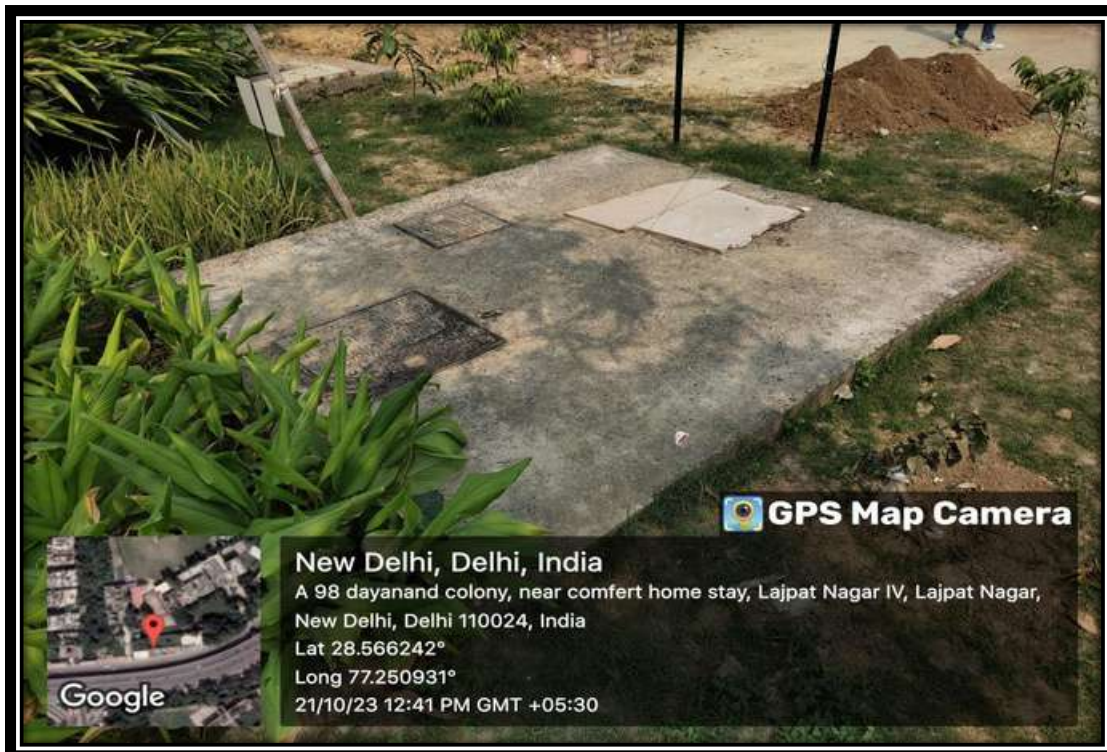 GPS Map Camera
New Delhi, Delhi, India
A 98 dayanand colony, near comfert home stay, Lajpat Nagar IV, Lajpat Nagar,
New Delhi, Delhi 110024, India
Lat 28.566242°
Long 77.250931°
21/10/23 12:41 PM GMT +05:30
Google